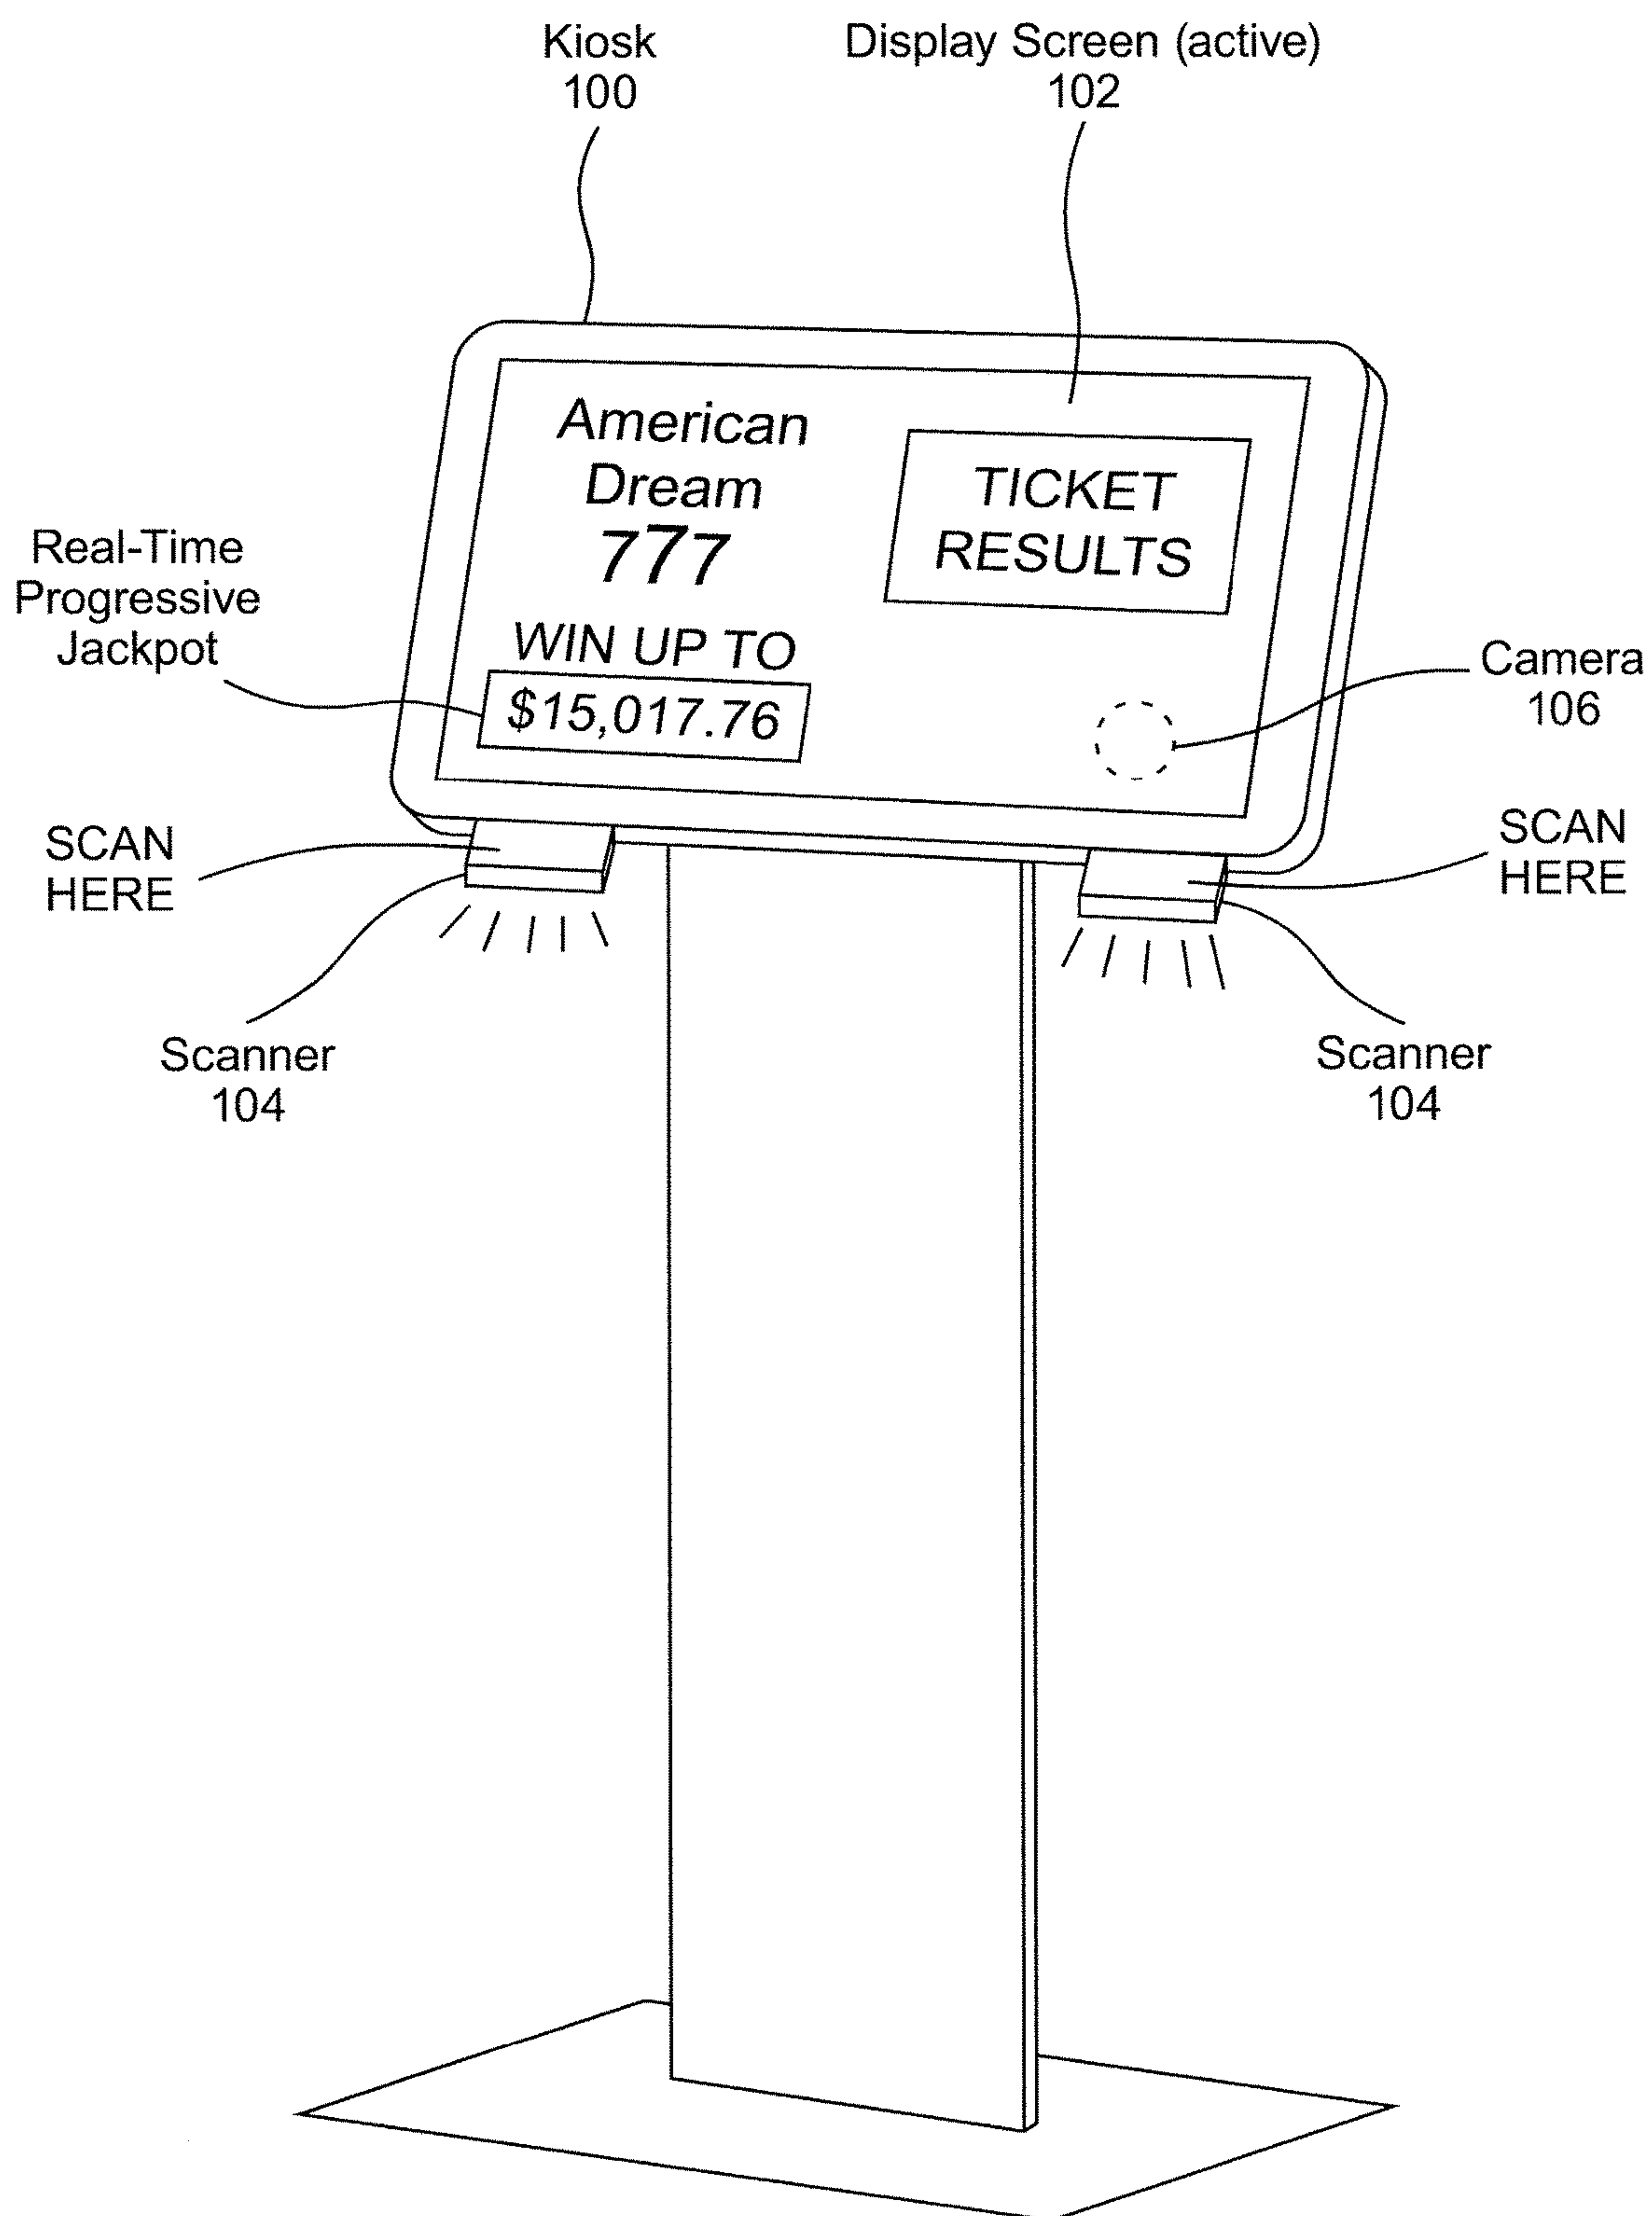 Kiosk
100
Display Screen (active)
102
American
Dream
777
TICKET
RESULTS
WIN UP TO
$15,017.76
Real-Time
Progressive
Jackpot
Camera
106
SCAN
HERE
SCAN
HERE
Scanner
104
Scanner
104